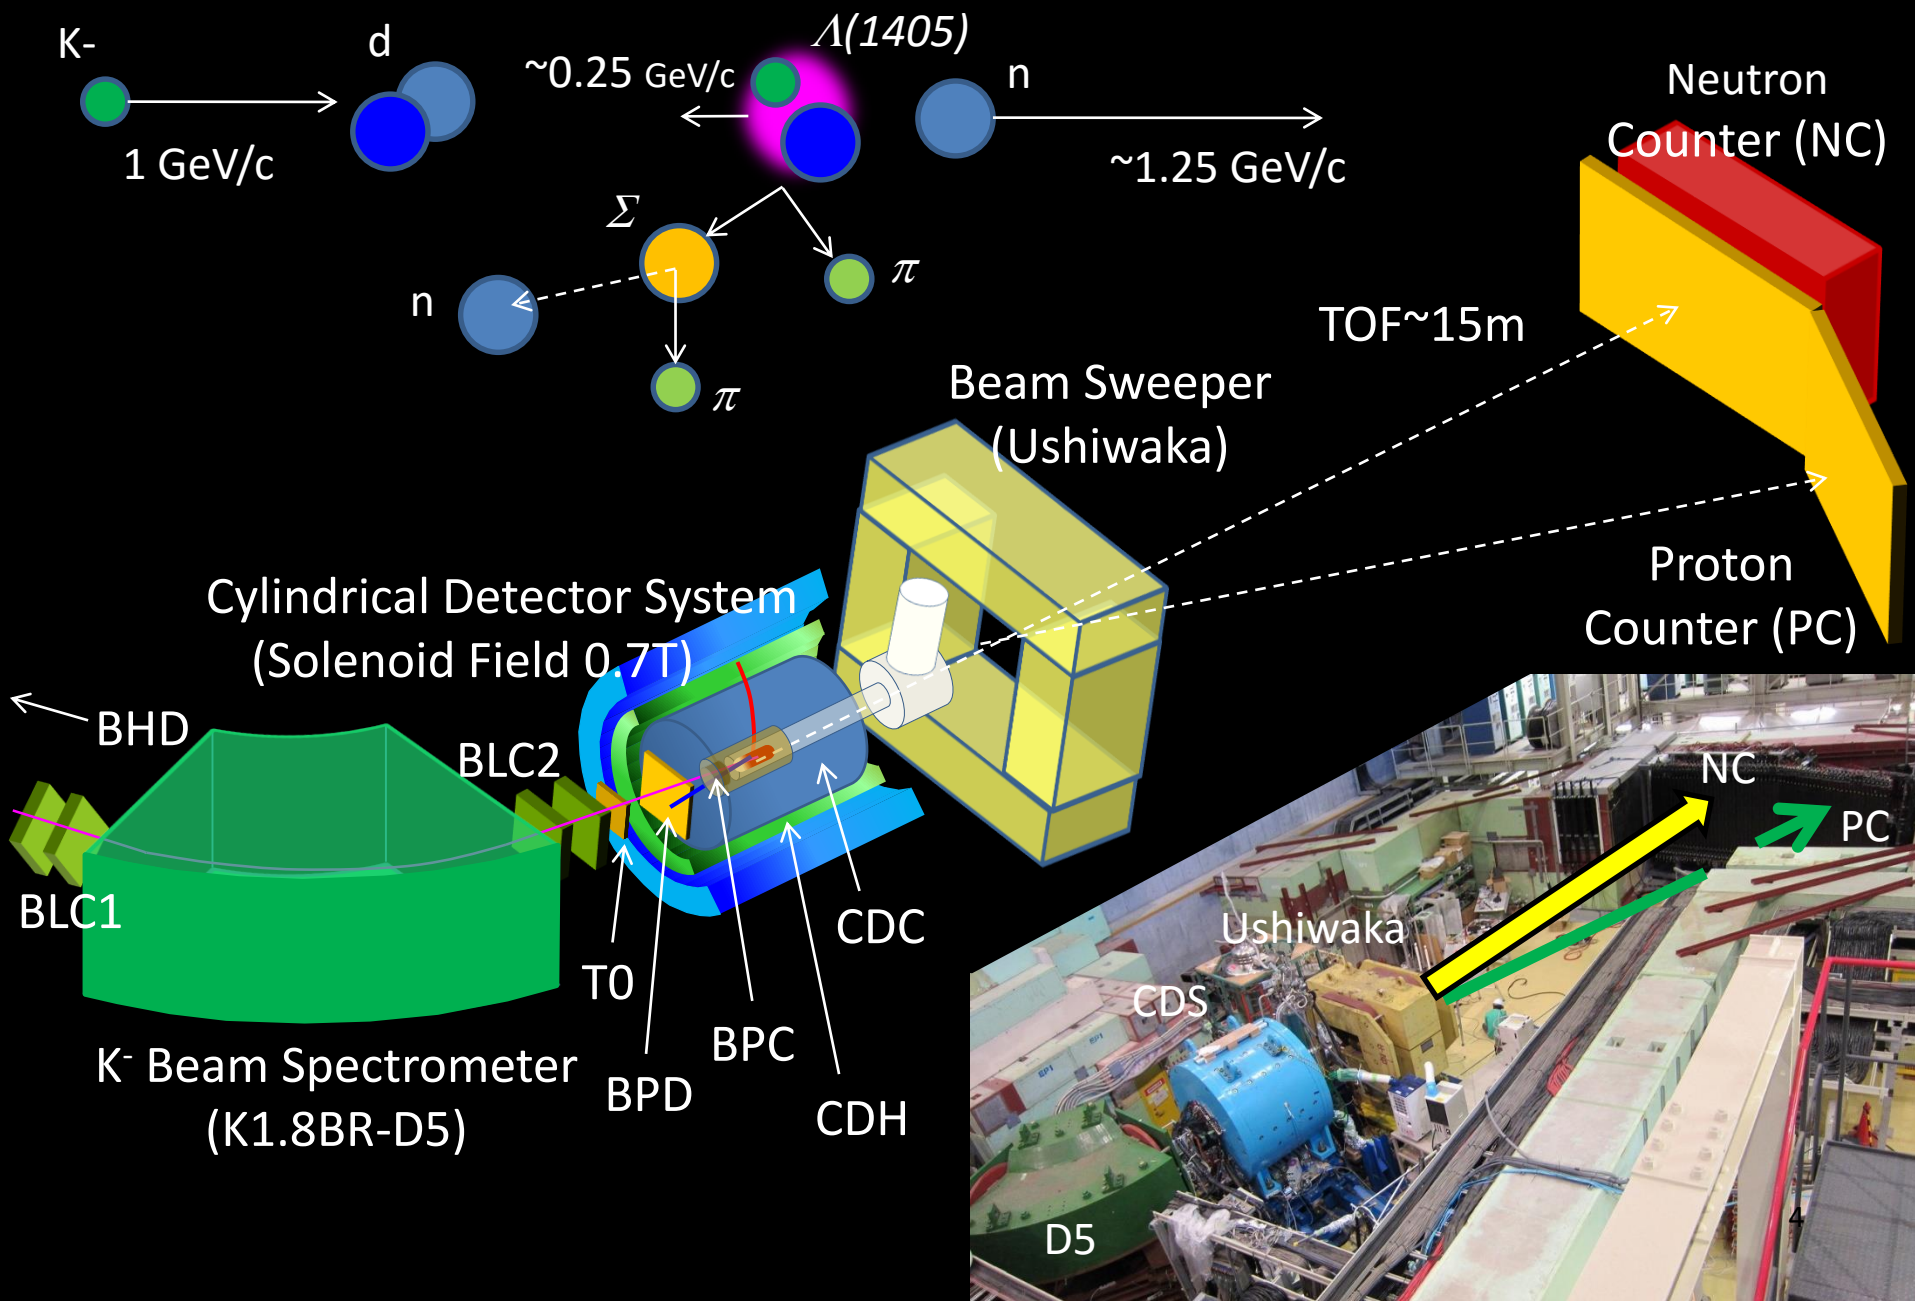 K-
d
Λ(1405)
~0.25 GeV/c
n
1 GeV/c
~1.25 GeV/c
Neutron
Counter (NC)
Σ
π
n
π
TOF~15m
Beam Sweeper
(Ushiwaka)
Proton
Counter (PC)
Cylindrical Detector System
(Solenoid Field 0.7T)
BHD
BLC2
BLC1
CDC
T0
BPC
BPD
CDH
K- Beam Spectrometer
(K1.8BR-D5)
NC
PC
Ushiwaka
CDS
D5
4